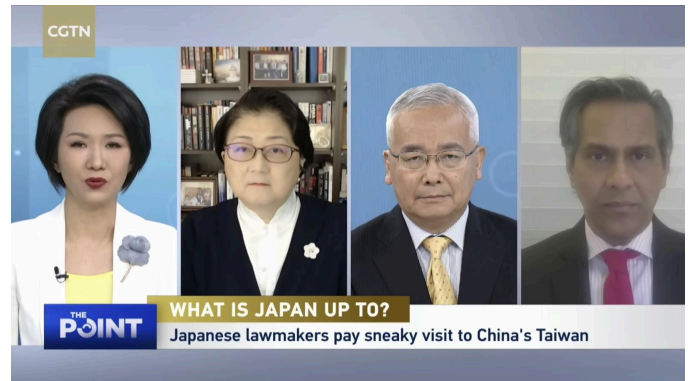 CGTN
THE
POINT
WHAT IS JAPAN UP TO?
Japanese lawmakers pay sneaky visit to China's Taiwan